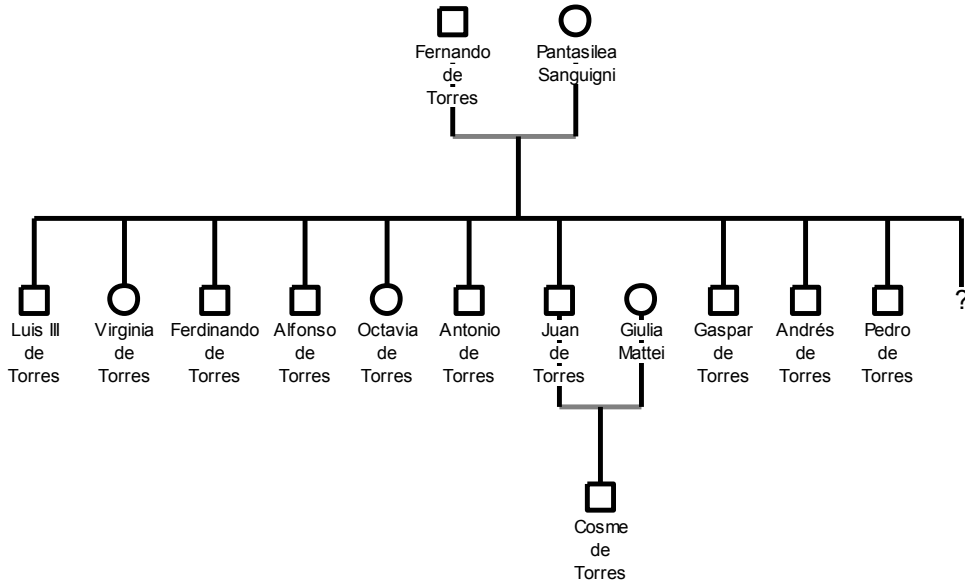 Fernando
de
Torres
Pantasilea
Sanguigni
Luis III
de
Torres
Virginia
de
Torres
Ferdinando
de
Torres
Alfonso
de
Torres
Octavia
de
Torres
Antonio
de
Torres
Juan
de
Torres
Giulia
Mattei
Gaspar
de
Torres
Andrés
de
Torres
Pedro
de
Torres
?
Cosme
de
Torres